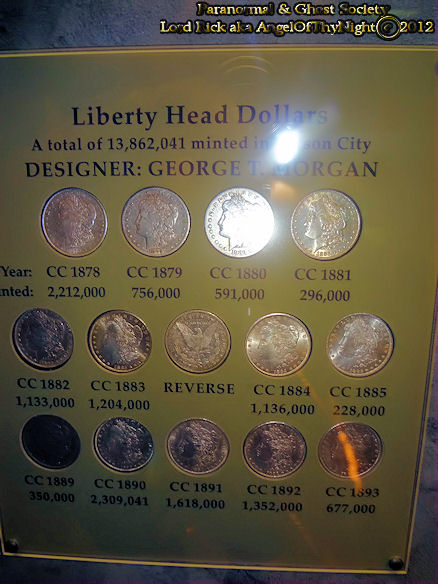 Paranormal & Ghost Society
Lord Rick aka AngelOfThyNight © 2012
Liberty Head Dollars
A total of 13,862,041 minted in City
DESIGNER: GEORGE T. MORGAN
Year: CC 1878 CC 1879 CC 1880 CC 1881
2,212,000 756,000 591,000 296,000
CC 1882 CC 1883 REVERSE CC 1884 CC 1885
1,133,000 1,204,000 1,136,000 228,000
CC 1889 CC 1890 CC 1891 CC 1892 CC 1893
350,000 2,309,041 1,618,000 1,352,000 677,000